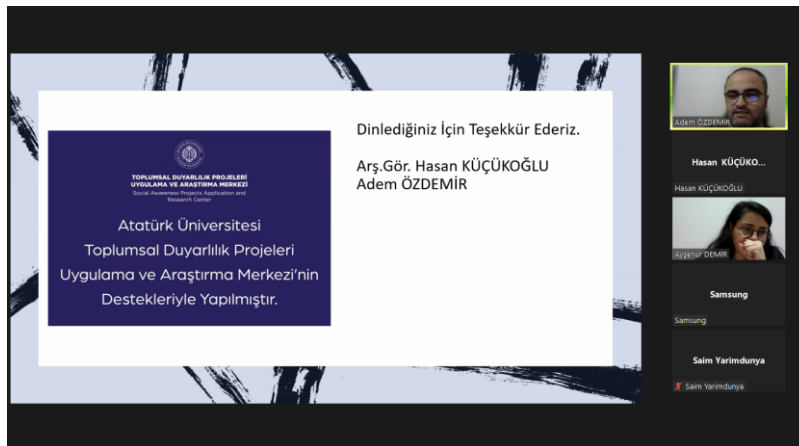 TOPLUMSAL DUYARLILIK PROJELERİ
UYGULAMA VE ARAŞTIRMA MERKEZİ
Social Awareness Projects Application and
Research Center
Atatürk Üniversitesi
Toplumsal Duyarlılık Projeleri
Uygulama ve Araştırma Merkezi'nin
Destekleriyle Yapılmıştır.
Dinlediğiniz İçin Teşekkür Ederiz.
Arş.Gör. Hasan KÜÇÜKOĞLU
Adem ÖZDEMİR
Adem ÖZDEMİR
Hasan KÜÇÜKO...
Hasan KÜÇÜKOĞLU
Ayşenur DEMİR
Samsung
Samsung
Saim Yarimdunya
Saim Yarimdunya